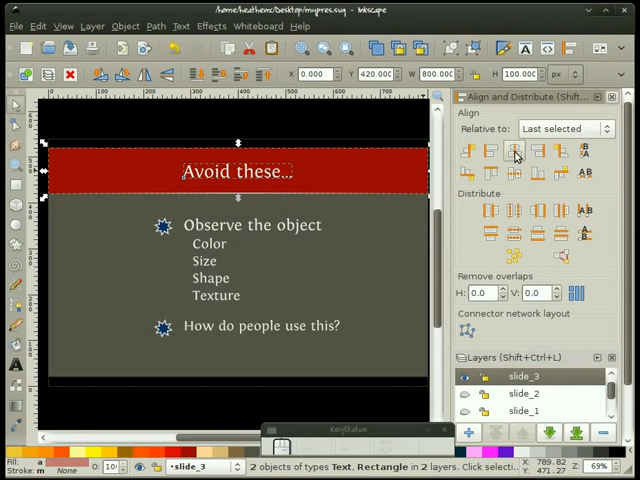 /home/heathenx/Desktop/mypres.svg - Inkscape
File Edit View Layer Object Path Text Effects Whiteboard Help
X 0.000 Y 420.000 W 800.000 H 100.000 px
Align and Distribute (Shift...
Align
Relative to: Last selected
Avoid these...
Distribute
Observe the object
Color
Size
Shape
Texture
Remove overlaps
H: 0.0 V: 0.0
Connector network layout
How do people use this?
Layers (Shift+Ctrl+L)
slide_3
slide_2
slide_1
KeyStatus
Fill: a
Stroke: m None
O: 10
•slide_3
2 objects of types Text, Rectangle in 2 layers. Click selecti...
X: 789.82
Y: 471.27
Z: 69%